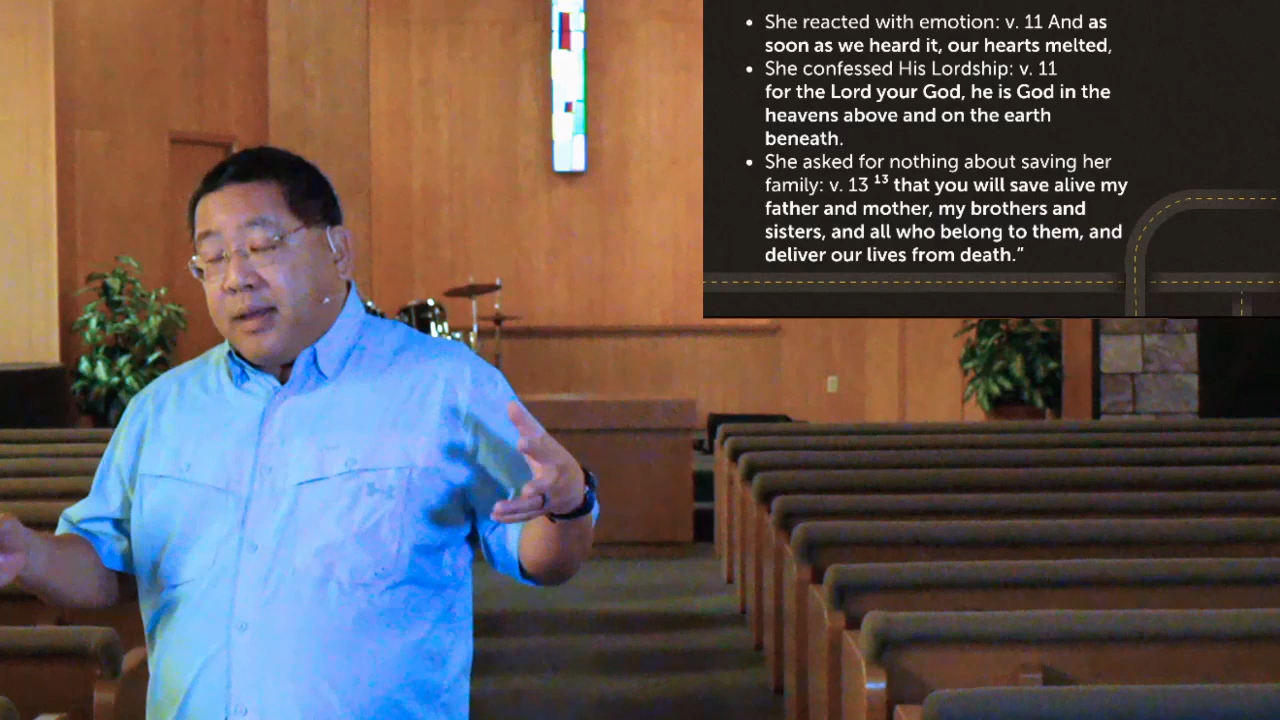 • She reacted with emotion: v. 11 And as
soon as we heard it, our hearts melted,
• She confessed His Lordship: v. 11
for the Lord your God, he is God in the
heavens above and on the earth
beneath.
• She asked for nothing about saving her
family: v. 13 ¹³ that you will save alive my
father and mother, my brothers and
sisters, and all who belong to them, and
deliver our lives from death.”